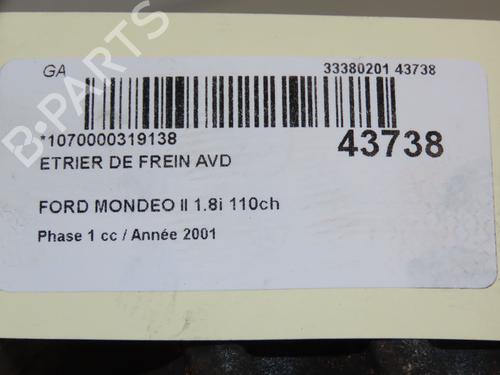 GA 33380201 43738
*1070000319138 43738
ETRIER DE FREIN AVD
FORD MONDEO II 1.8i 110ch
Phase 1 cc / Année 2001
B-PARTS